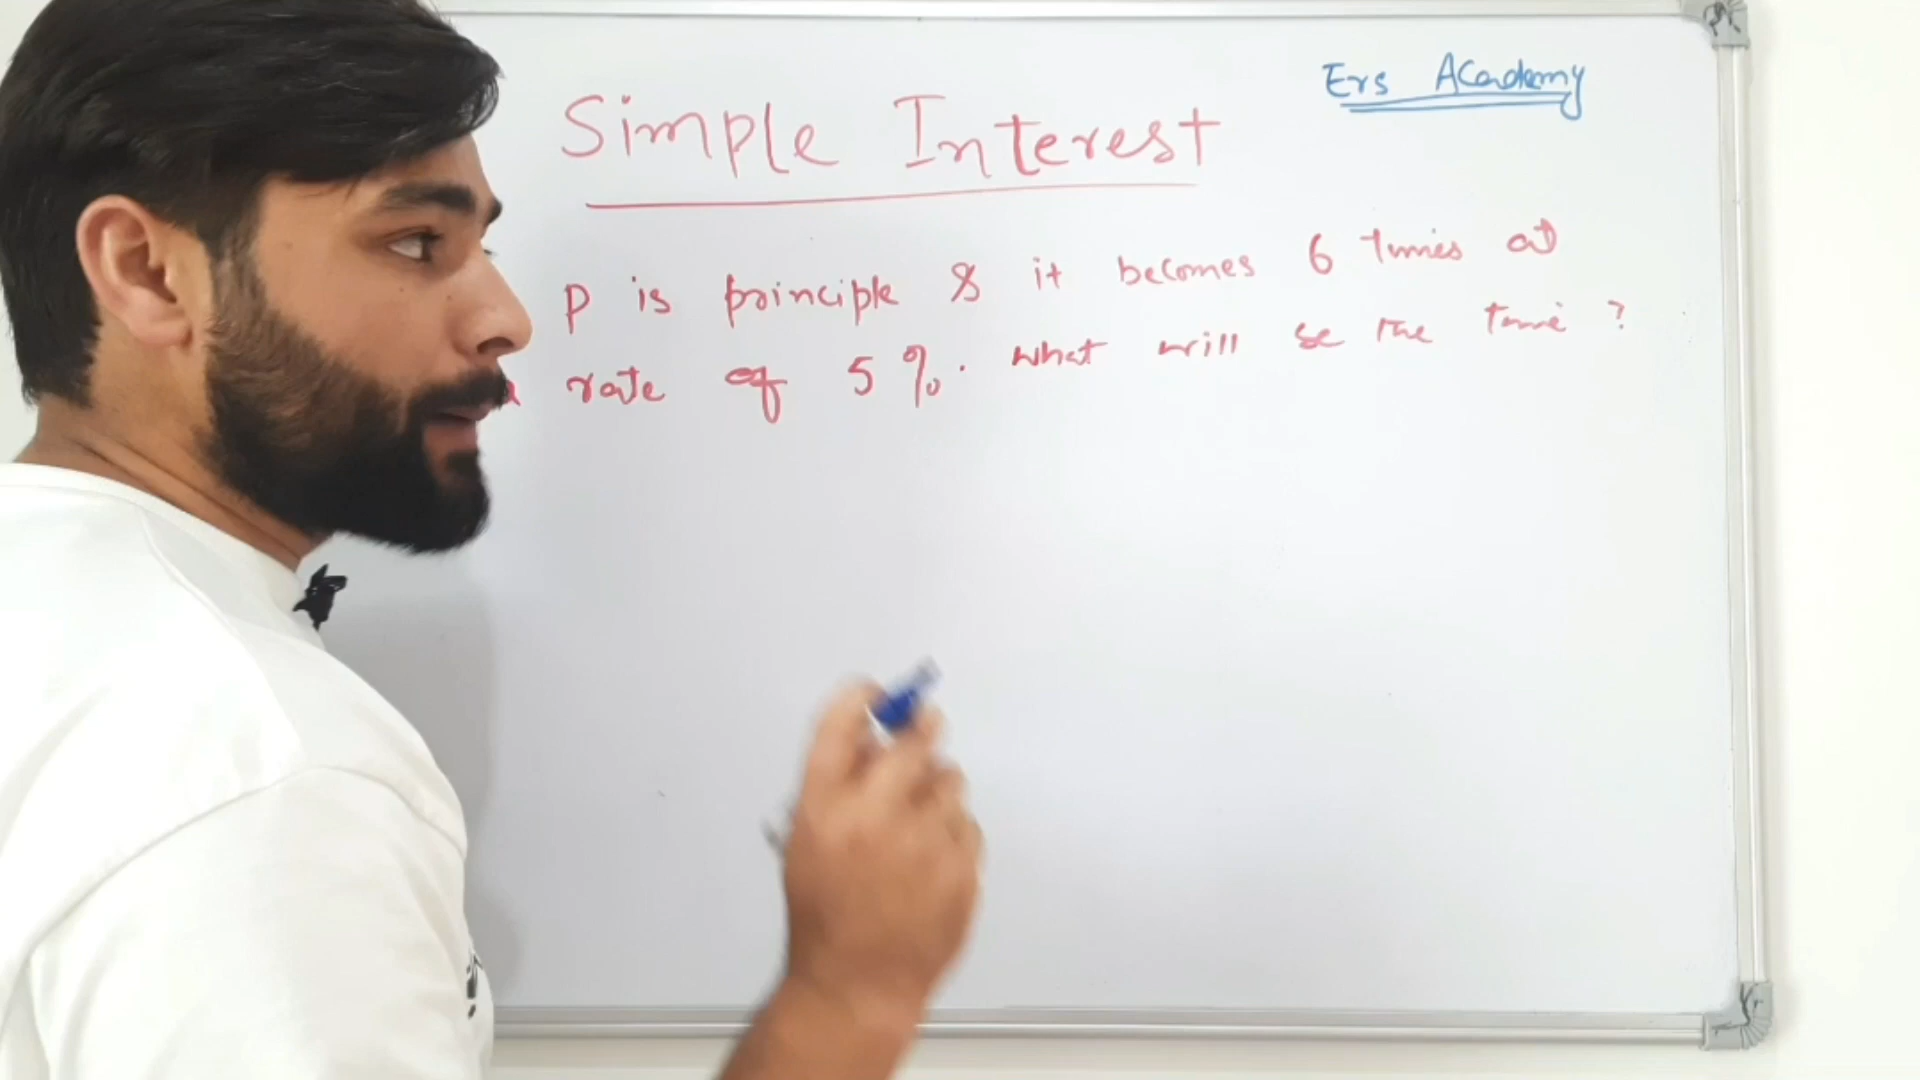 Ers Academy
Simple Interest
P is principle & it becomes 6 times at
a rate of 5%. what will be the time ?